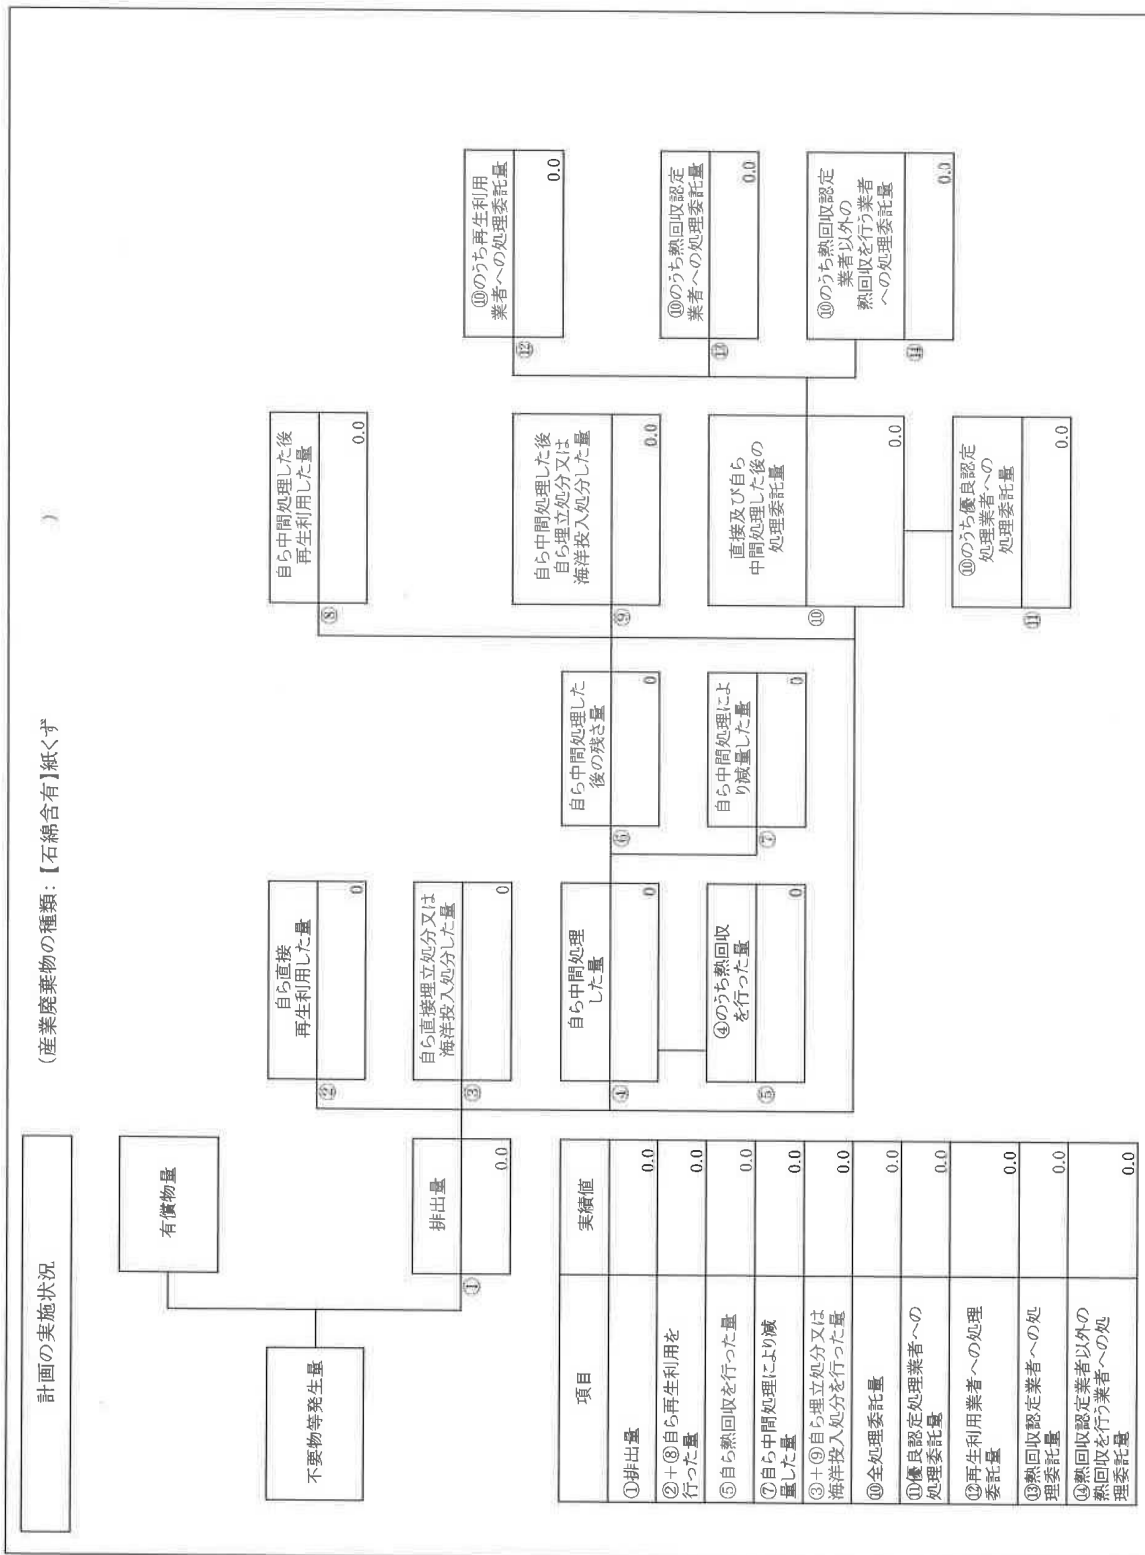 計画の実施状況
(産業廃棄物の種類：【石綿含有】紙くず
)
有償物量
不要物等発生量
①
排出量
0.0
②
自ら直接
再生利用した量
0
③
自ら直接埋立処分又は
海洋投入処分した量
0
④
自ら中間処理
した量
0
⑤
④のうち熱回収
を行った量
0
⑥
自ら中間処理した
後の残さ量
0
⑦
自ら中間処理によ
り減量した量
0
⑧
自ら中間処理した後
再生利用した量
0.0
⑨
自ら中間処理した後
自ら埋立処分又は
海洋投入処分した量
0.0
⑩
直接及び自ら
中間処理した後の
処理委託量
0.0
⑪
⑩のうち優良認定
処理業者への
処理委託量
0.0
⑫
⑩のうち再生利用
業者への処理委託量
0.0
⑬
⑩のうち熱回収認定
業者への処理委託量
0.0
⑭
⑩のうち熱回収認定
業者以外の
熱回収を行う業者
への処理委託量
0.0
項目
実績値
①排出量
0.0
②＋⑧自ら再生利用を
行った量
0.0
⑤自ら熱回収を行った量
0.0
⑦自ら中間処理により減
量した量
0.0
③＋⑨自ら埋立処分又は
海洋投入処分を行った量
0.0
⑩全処理委託量
0.0
⑪優良認定処理業者への
処理委託量
0.0
⑫再生利用業者への処理
委託量
0.0
⑬熱回収認定業者への処
理委託量
0.0
⑭熱回収認定業者以外の
熱回収を行う業者への処
理委託量
0.0